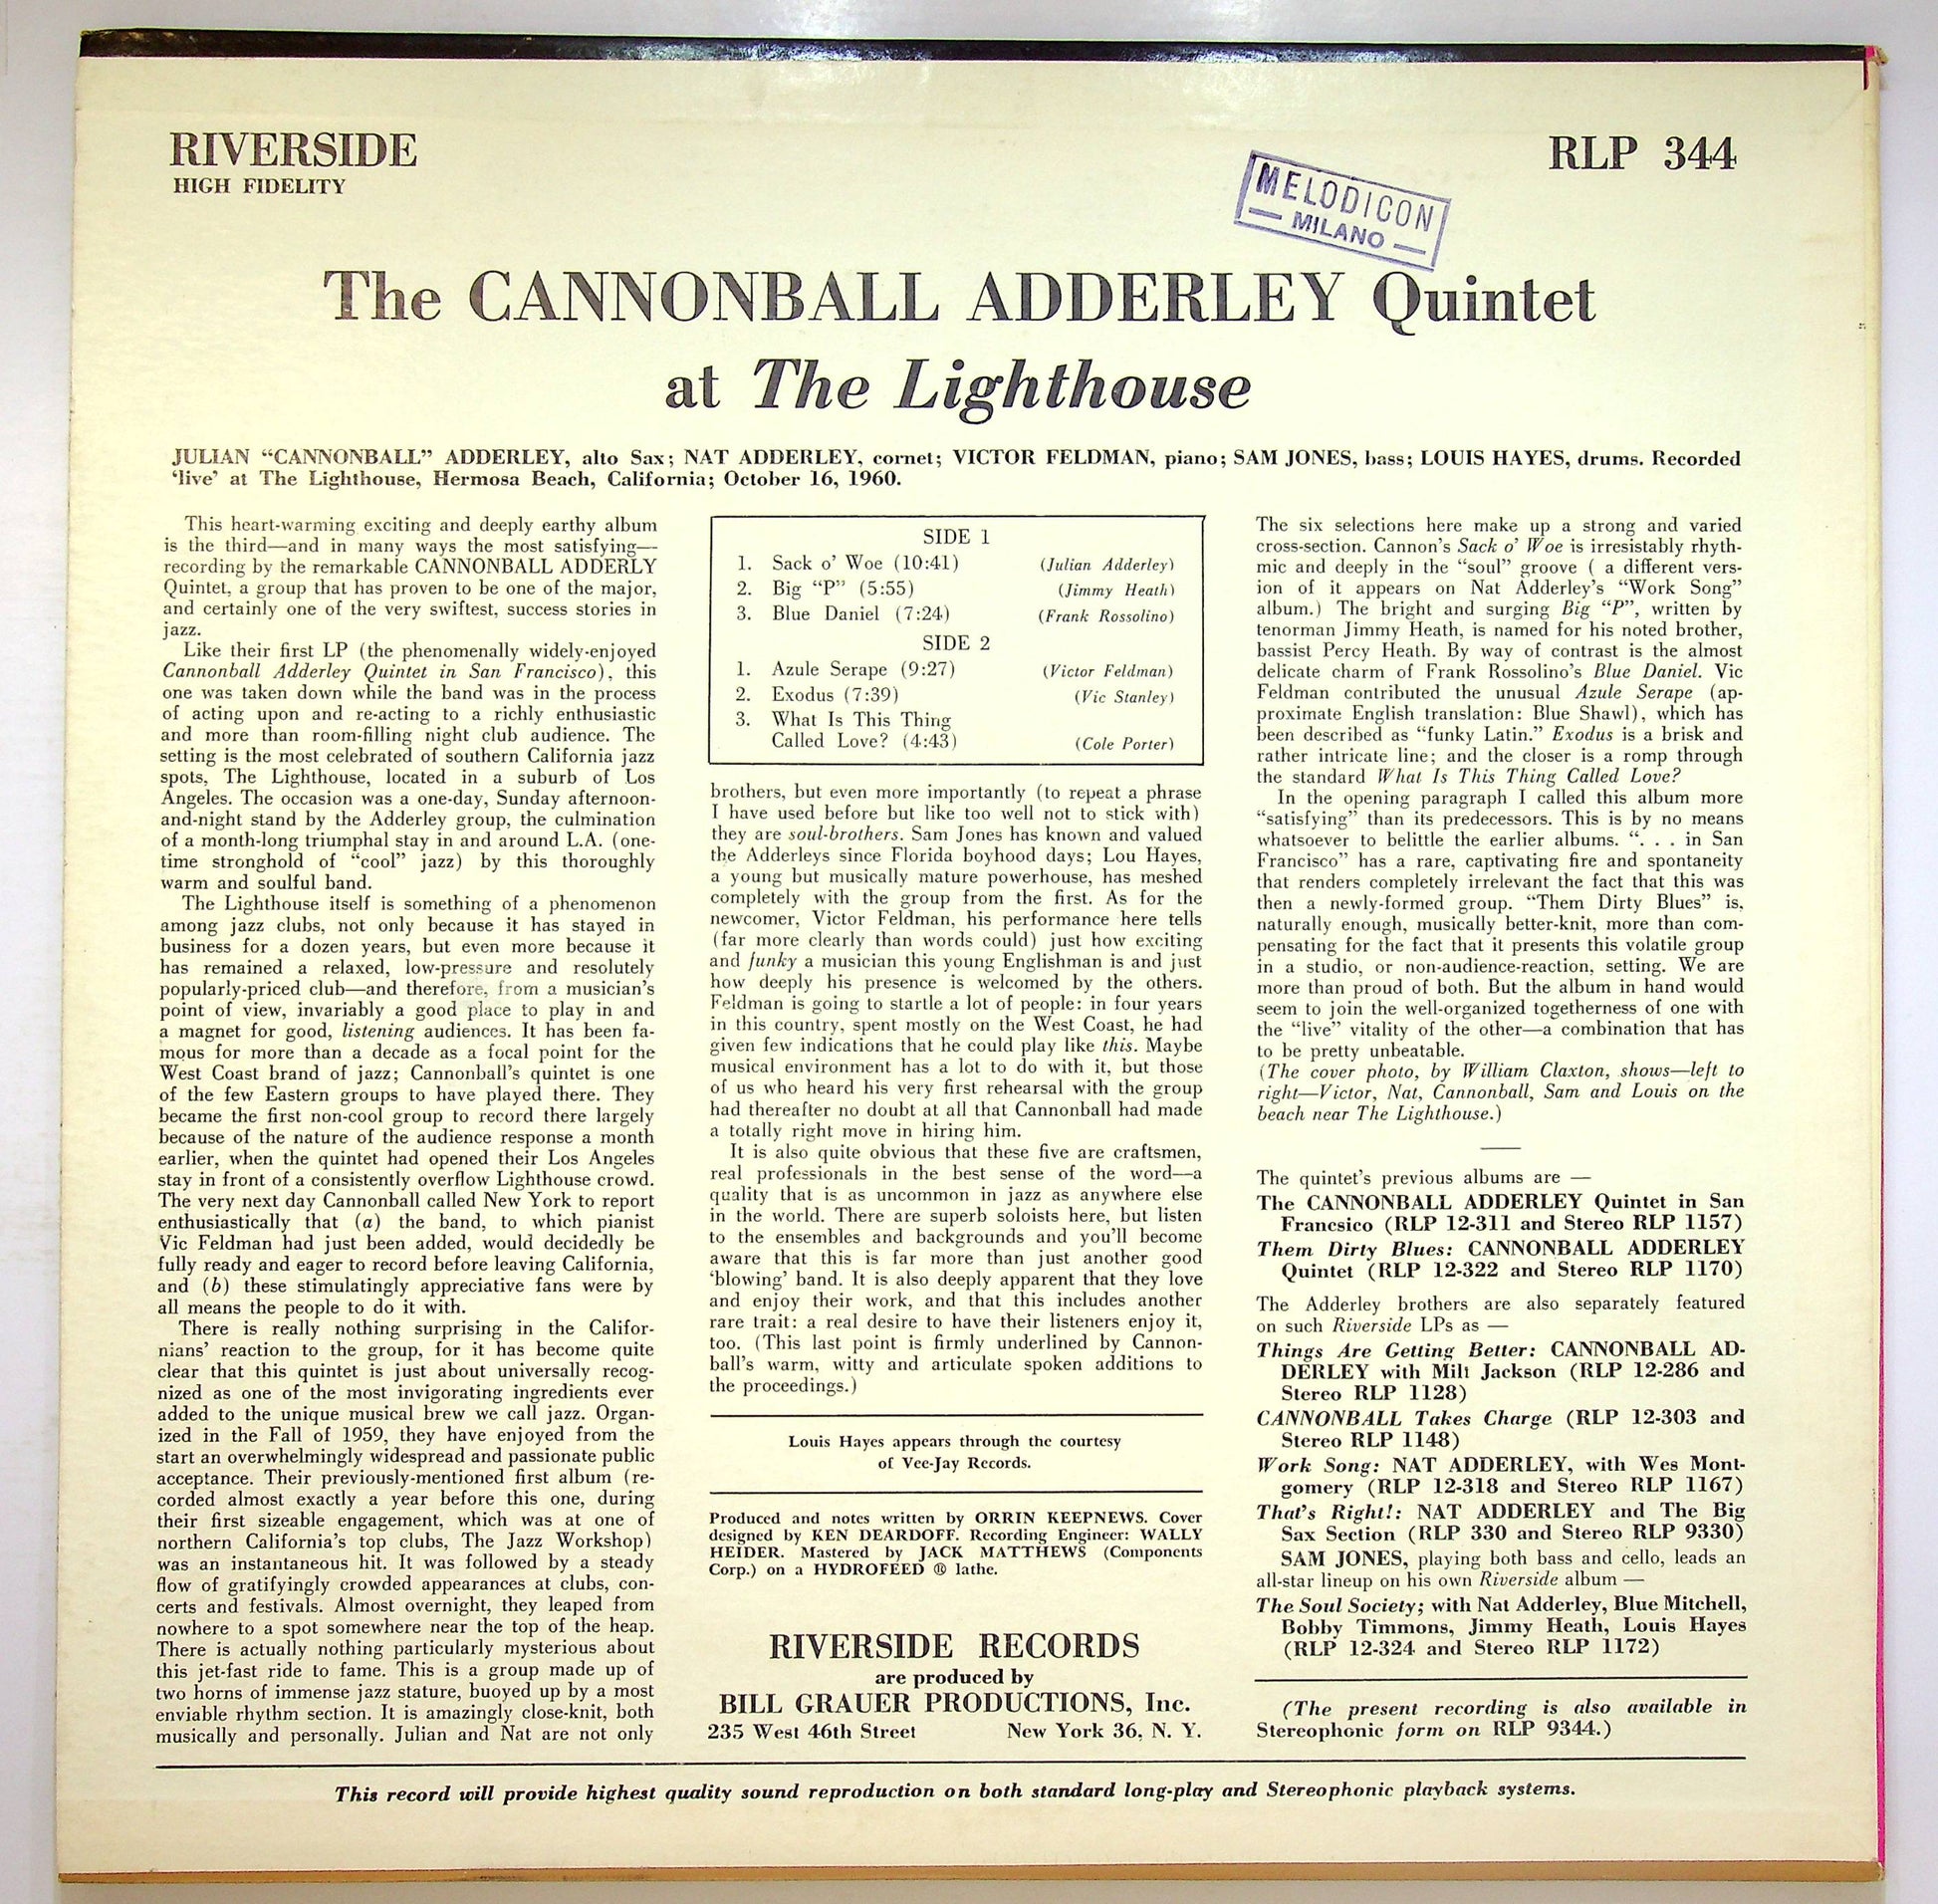 RIVERSIDE
HIGH FIDELITY
RLP 344
MELODICON
— MILANO —
The CANNONBALL ADDERLEY Quintet
at The Lighthouse
JULIAN “CANNONBALL” ADDERLEY, alto Sax; NAT ADDERLEY, cornet; VICTOR FELDMAN, piano; SAM JONES, bass; LOUIS HAYES, drums. Recorded
‘live’ at The Lighthouse, Hermosa Beach, California; October 16, 1960.
This heart-warming exciting and deeply earthy album
is the third—and in many ways the most satisfying—
recording by the remarkable CANNONBALL ADDERLY
Quintet, a group that has proven to be one of the major,
and certainly one of the very swiftest, success stories in
jazz.
Like their first LP (the phenomenally widely-enjoyed
Cannonball Adderley Quintet in San Francisco), this
one was taken down while the band was in the process
of acting upon and re-acting to a richly enthusiastic
and more than room-filling night club audience. The
setting is the most celebrated of southern California jazz
spots, The Lighthouse, located in a suburb of Los
Angeles. The occasion was a one-day, Sunday afternoon-
and-night stand by the Adderley group, the culmination
of a month-long triumphal stay in and around L.A. (one-
time stronghold of “cool” jazz) by this thoroughly
warm and soulful band.
The Lighthouse itself is something of a phenomenon
among jazz clubs, not only because it has stayed in
business for a dozen years, but even more because it
has remained a relaxed, low-pressure and resolutely
popularly-priced club—and therefore, from a musician’s
point of view, invariably a good place to play in and
a magnet for good, listening audiences. It has been fa-
mous for more than a decade as a focal point for the
West Coast brand of jazz; Cannonball’s quintet is one
of the few Eastern groups to have played there. They
became the first non-cool group to record there largely
because of the nature of the audience response a month
earlier, when the quintet had opened their Los Angeles
stay in front of a consistently overflow Lighthouse crowd.
The very next day Cannonball called New York to report
enthusiastically that (a) the band, to which pianist
Vic Feldman had just been added, would decidedly be
fully ready and eager to record before leaving California,
and (b) these stimulatingly appreciative fans were by
all means the people to do it with.
There is really nothing surprising in the Califor-
nians’ reaction to the group, for it has become quite
clear that this quintet is just about universally recog-
nized as one of the most invigorating ingredients ever
added to the unique musical brew we call jazz. Organ-
ized in the Fall of 1959, they have enjoyed from the
start an overwhelmingly widespread and passionate public
acceptance. Their previously-mentioned first album (re-
corded almost exactly a year before this one, during
their first sizeable engagement, which was at one of
northern California’s top clubs, The Jazz Workshop)
was an instantaneous hit. It was followed by a steady
flow of gratifyingly crowded appearances at clubs, con-
certs and festivals. Almost overnight, they leaped from
nowhere to a spot somewhere near the top of the heap.
There is actually nothing particularly mysterious about
this jet-fast ride to fame. This is a group made up of
two horns of immense jazz stature, buoyed up by a most
enviable rhythm section. It is amazingly close-knit, both
musically and personally. Julian and Nat are not only
SIDE 1
1. Sack o’ Woe (10:41) (Julian Adderley)
2. Big “P” (5:55) (Jimmy Heath)
3. Blue Daniel (7:24) (Frank Rossolino)
SIDE 2
1. Azule Serape (9:27) (Victor Feldman)
2. Exodus (7:39) (Vic Stanley)
3. What Is This Thing
Called Love? (4:43) (Cole Porter)
brothers, but even more importantly (to repeat a phrase
I have used before but like too well not to stick with)
they are soul-brothers. Sam Jones has known and valued
the Adderleys since Florida boyhood days; Lou Hayes,
a young but musically mature powerhouse, has meshed
completely with the group from the first. As for the
newcomer, Victor Feldman, his performance here tells
(far more clearly than words could) just how exciting
and funky a musician this young Englishman is and just
how deeply his presence is welcomed by the others.
Feldman is going to startle a lot of people: in four years
in this country, spent mostly on the West Coast, he had
given few indications that he could play like this. Maybe
musical environment has a lot to do with it, but those
of us who heard his very first rehearsal with the group
had thereafter no doubt at all that Cannonball had made
a totally right move in hiring him.
It is also quite obvious that these five are craftsmen,
real professionals in the best sense of the word—a
quality that is as uncommon in jazz as anywhere else
in the world. There are superb soloists here, but listen
to the ensembles and backgrounds and you’ll become
aware that this is far more than just another good
‘blowing’ band. It is also deeply apparent that they love
and enjoy their work, and that this includes another
rare trait: a real desire to have their listeners enjoy it,
too. (This last point is firmly underlined by Cannon-
ball’s warm, witty and articulate spoken additions to
the proceedings.)
Louis Hayes appears through the courtesy
of Vee-Jay Records.
Produced and notes written by ORRIN KEEPNEWS. Cover
designed by KEN DEARDOFF. Recording Engineer: WALLY
HEIDER. Mastered by JACK MATTHEWS (Components
Corp.) on a HYDROFEED ® lathe.
RIVERSIDE RECORDS
are produced by
BILL GRAUER PRODUCTIONS, Inc.
235 West 46th Street New York 36, N. Y.
The six selections here make up a strong and varied
cross-section. Cannon’s Sack o’ Woe is irresistably rhyth-
mic and deeply in the “soul” groove ( a different vers-
ion of it appears on Nat Adderley’s “Work Song”
album.) The bright and surging Big “P”, written by
tenorman Jimmy Heath, is named for his noted brother,
bassist Percy Heath. By way of contrast is the almost
delicate charm of Frank Rossolino’s Blue Daniel. Vic
Feldman contributed the unusual Azule Serape (ap-
proximate English translation: Blue Shawl), which has
been described as “funky Latin.” Exodus is a brisk and
rather intricate line; and the closer is a romp through
the standard What Is This Thing Called Love?
In the opening paragraph I called this album more
“satisfying” than its predecessors. This is by no means
whatsoever to belittle the earlier albums. “. . . in San
Francisco” has a rare, captivating fire and spontaneity
that renders completely irrelevant the fact that this was
then a newly-formed group. “Them Dirty Blues” is,
naturally enough, musically better-knit, more than com-
pensating for the fact that it presents this volatile group
in a studio, or non-audience-reaction, setting. We are
more than proud of both. But the album in hand would
seem to join the well-organized togetherness of one with
the “live” vitality of the other—a combination that has
to be pretty unbeatable.
(The cover photo, by William Claxton, shows—left to
right—Victor, Nat, Cannonball, Sam and Louis on the
beach near The Lighthouse.)
The quintet’s previous albums are —
The CANNONBALL ADDERLEY Quintet in San
Francsico (RLP 12-311 and Stereo RLP 1157)
Them Dirty Blues: CANNONBALL ADDERLEY
Quintet (RLP 12-322 and Stereo RLP 1170)
The Adderley brothers are also separately featured
on such Riverside LPs as —
Things Are Getting Better: CANNONBALL AD-
DERLEY with Milt Jackson (RLP 12-286 and
Stereo RLP 1128)
CANNONBALL Takes Charge (RLP 12-303 and
Stereo RLP 1148)
Work Song: NAT ADDERLEY, with Wes Mont-
gomery (RLP 12-318 and Stereo RLP 1167)
That’s Right!: NAT ADDERLEY and The Big
Sax Section (RLP 330 and Stereo RLP 9330)
SAM JONES, playing both bass and cello, leads an
all-star lineup on his own Riverside album —
The Soul Society; with Nat Adderley, Blue Mitchell,
Bobby Timmons, Jimmy Heath, Louis Hayes
(RLP 12-324 and Stereo RLP 1172)
(The present recording is also available in
Stereophonic form on RLP 9344.)
This record will provide highest quality sound reproduction on both standard long-play and Stereophonic playback systems.